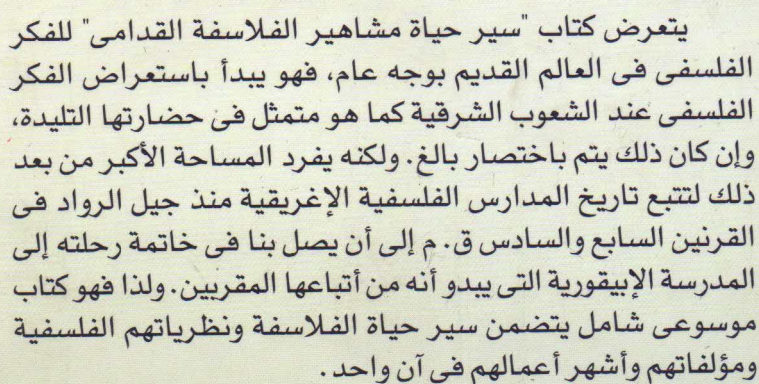 يتعرض كتاب "سير حياة مشاهير الفلاسفة القدامى" للفكر
الفلسفى فى العالم القديم بوجه عام، فهو يبدأ باستعراض الفكر
الفلسفى عند الشعوب الشرقية كما هو متمثل فى حضارتها التليدة،
وإن كان ذلك يتم باختصار بالغ. ولكنه يفرد المساحة الأكبر من بعد
ذلك لتتبع تاريخ المدارس الفلسفية الإغريقية منذ جيل الرواد فى
القرنين السابع والسادس ق. م إلى أن يصل بنا فى خاتمة رحلته إلى
المدرسة الإبيقورية التى يبدو أنه من أتباعها المقربين. ولذا فهو كتاب
موسوعى شامل يتضمن سير حياة الفلاسفة ونظرياتهم الفلسفية
ومؤلفاتهم وأشهر أعمالهم فى آن واحد.